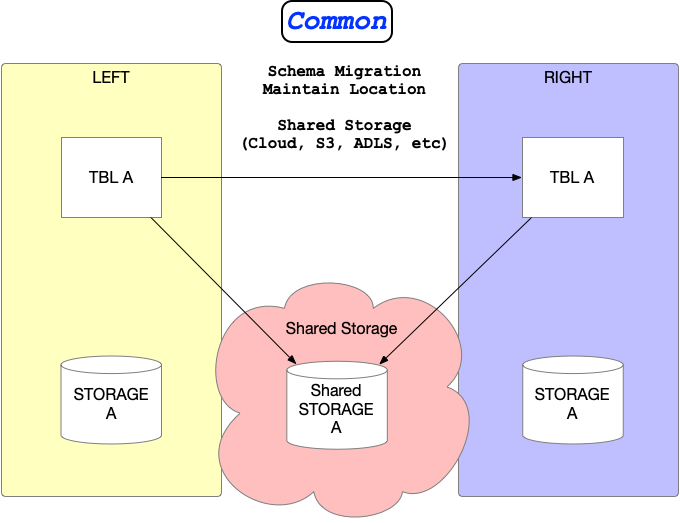 Common
LEFT
Schema Migration
Maintain Location
RIGHT
Shared Storage
(Cloud, S3, ADLS, etc)
TBL A
TBL A
Shared Storage
STORAGE
A
Shared
STORAGE
A
STORAGE
A